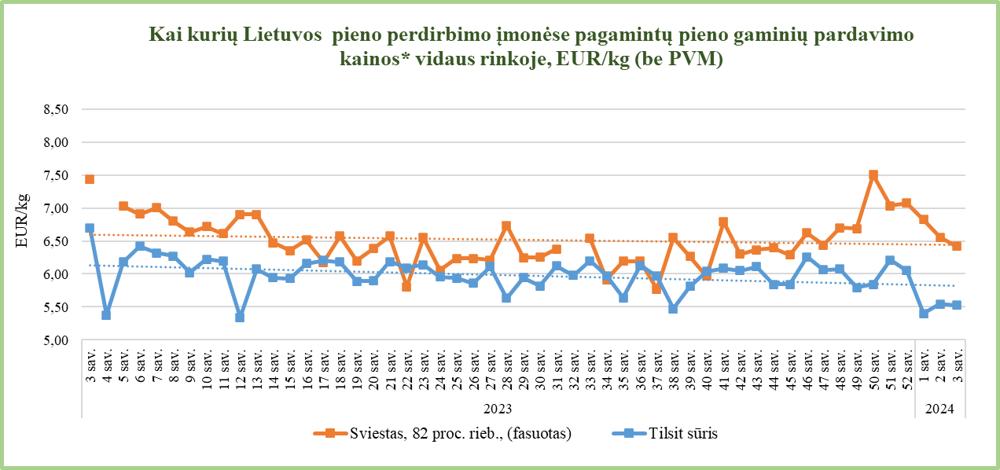 Kai kurių Lietuvos  pieno perdirbimo įmonėse pagamintų pieno gaminių pardavimo
kainos* vidaus rinkoje, EUR/kg (be PVM)
EUR/kg
8,50
8,00
7,50
7,00
6,50
6,00
5,50
5,00
3 sav.
4 sav.
5 sav.
6 sav.
7 sav.
8 sav.
9 sav.
10 sav.
11 sav.
12 sav.
13 sav.
14 sav.
15 sav.
16 sav.
17 sav.
18 sav.
19 sav.
20 sav.
21 sav.
22 sav.
23 sav.
24 sav.
25 sav.
26 sav.
27 sav.
28 sav.
29 sav.
30 sav.
31 sav.
32 sav.
33 sav.
34 sav.
35 sav.
36 sav.
37 sav.
38 sav.
39 sav.
40 sav.
41 sav.
42 sav.
43 sav.
44 sav.
45 sav.
46 sav.
47 sav.
48 sav.
49 sav.
50 sav.
51 sav.
52 sav.
1 sav.
2 sav.
3 sav.
2023
2024
Sviestas, 82 proc. rieb., (fasuotas)
Tilsit sūris